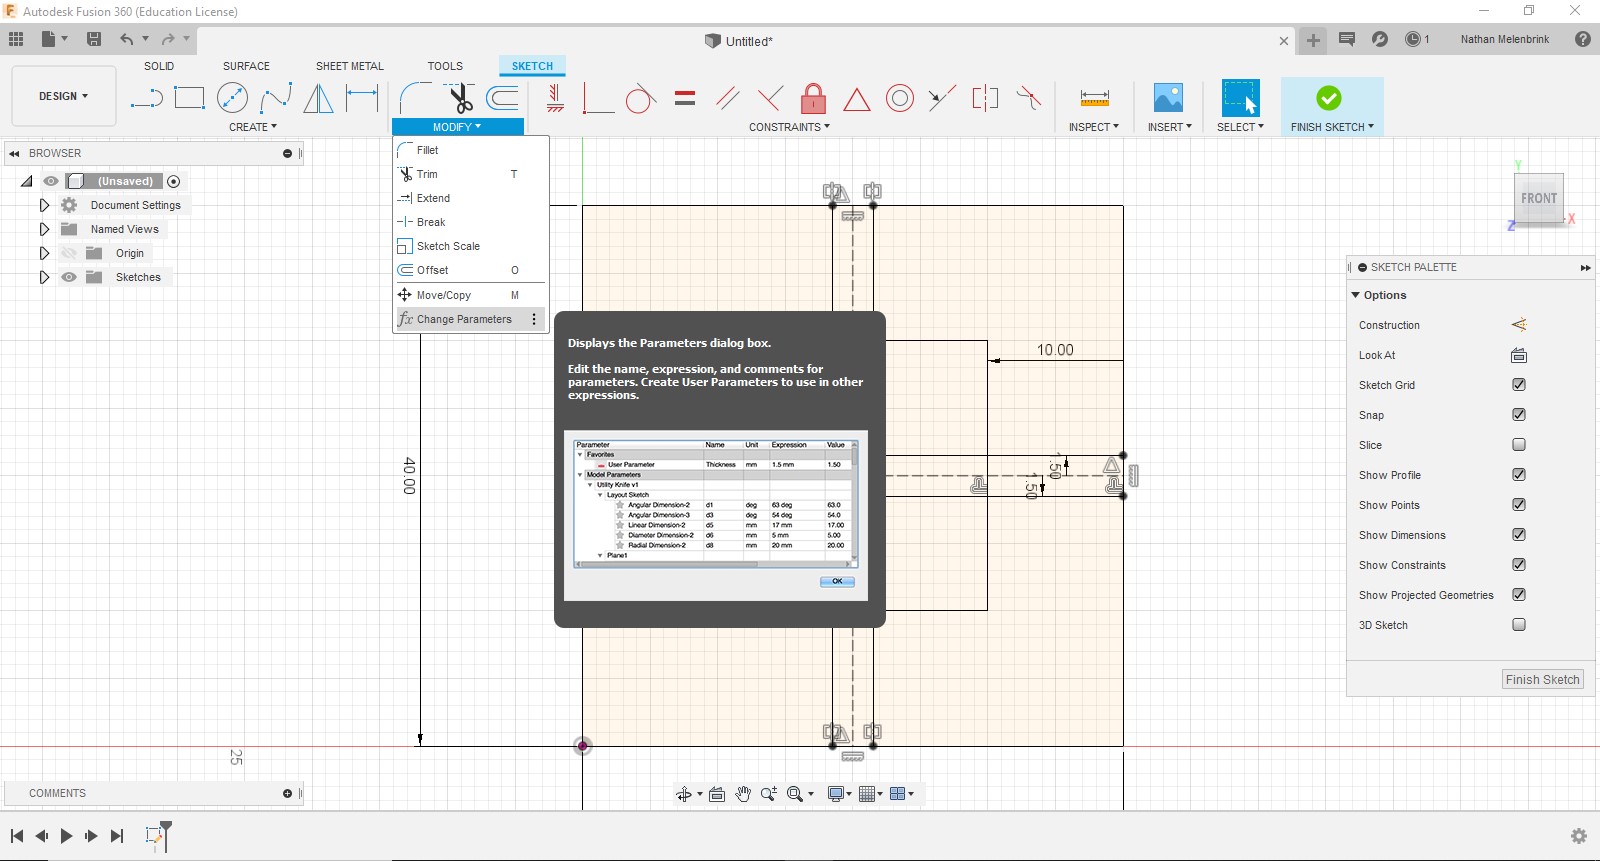 Autodesk Fusion 360 (Education License)
Untitled*
1
Nathan Melenbrink
SOLID
SURFACE
SHEET METAL
TOOLS
SKETCH
DESIGN
CREATE
MODIFY
CONSTRAINTS
INSPECT
INSERT
SELECT
FINISH SKETCH
BROWSER
(Unsaved)
Document Settings
Named Views
Origin
Sketches
Fillet
Trim T
Extend
Break
Sketch Scale
Offset O
Move/Copy M
fx Change Parameters
Displays the Parameters dialog box.
Edit the name, expression, and comments for
parameters. Create User Parameters to use in other
expressions.
Parameter Name Unit Expression Value
Favorites
User Parameter Thickness mm 1.5 mm 1.50
Model Parameters
Utility Knife v1
Layout Sketch
Angular Dimension-2 d1 deg 63 deg 63.0
Angular Dimension-3 d3 deg 54 deg 54.0
Linear Dimension-2 d5 mm 17 mm 17.00
Diameter Dimension-2 d6 mm 5 mm 5.00
Radial Dimension-2 d8 mm 20 mm 20.00
Plane1
OK
40.00
10.00
1.50
1.50
25
Y
FRONT
X
Z
SKETCH PALETTE
Options
Construction
Look At
Sketch Grid
Snap
Slice
Show Profile
Show Points
Show Dimensions
Show Constraints
Show Projected Geometries
3D Sketch
Finish Sketch
COMMENTS